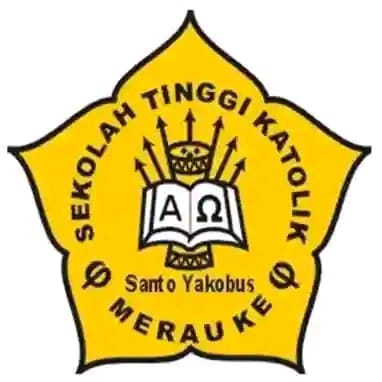 SEKOLAH TINGGI KATOLIK
Α Ω
Santo Yakobus
φ φ
MERAUKE